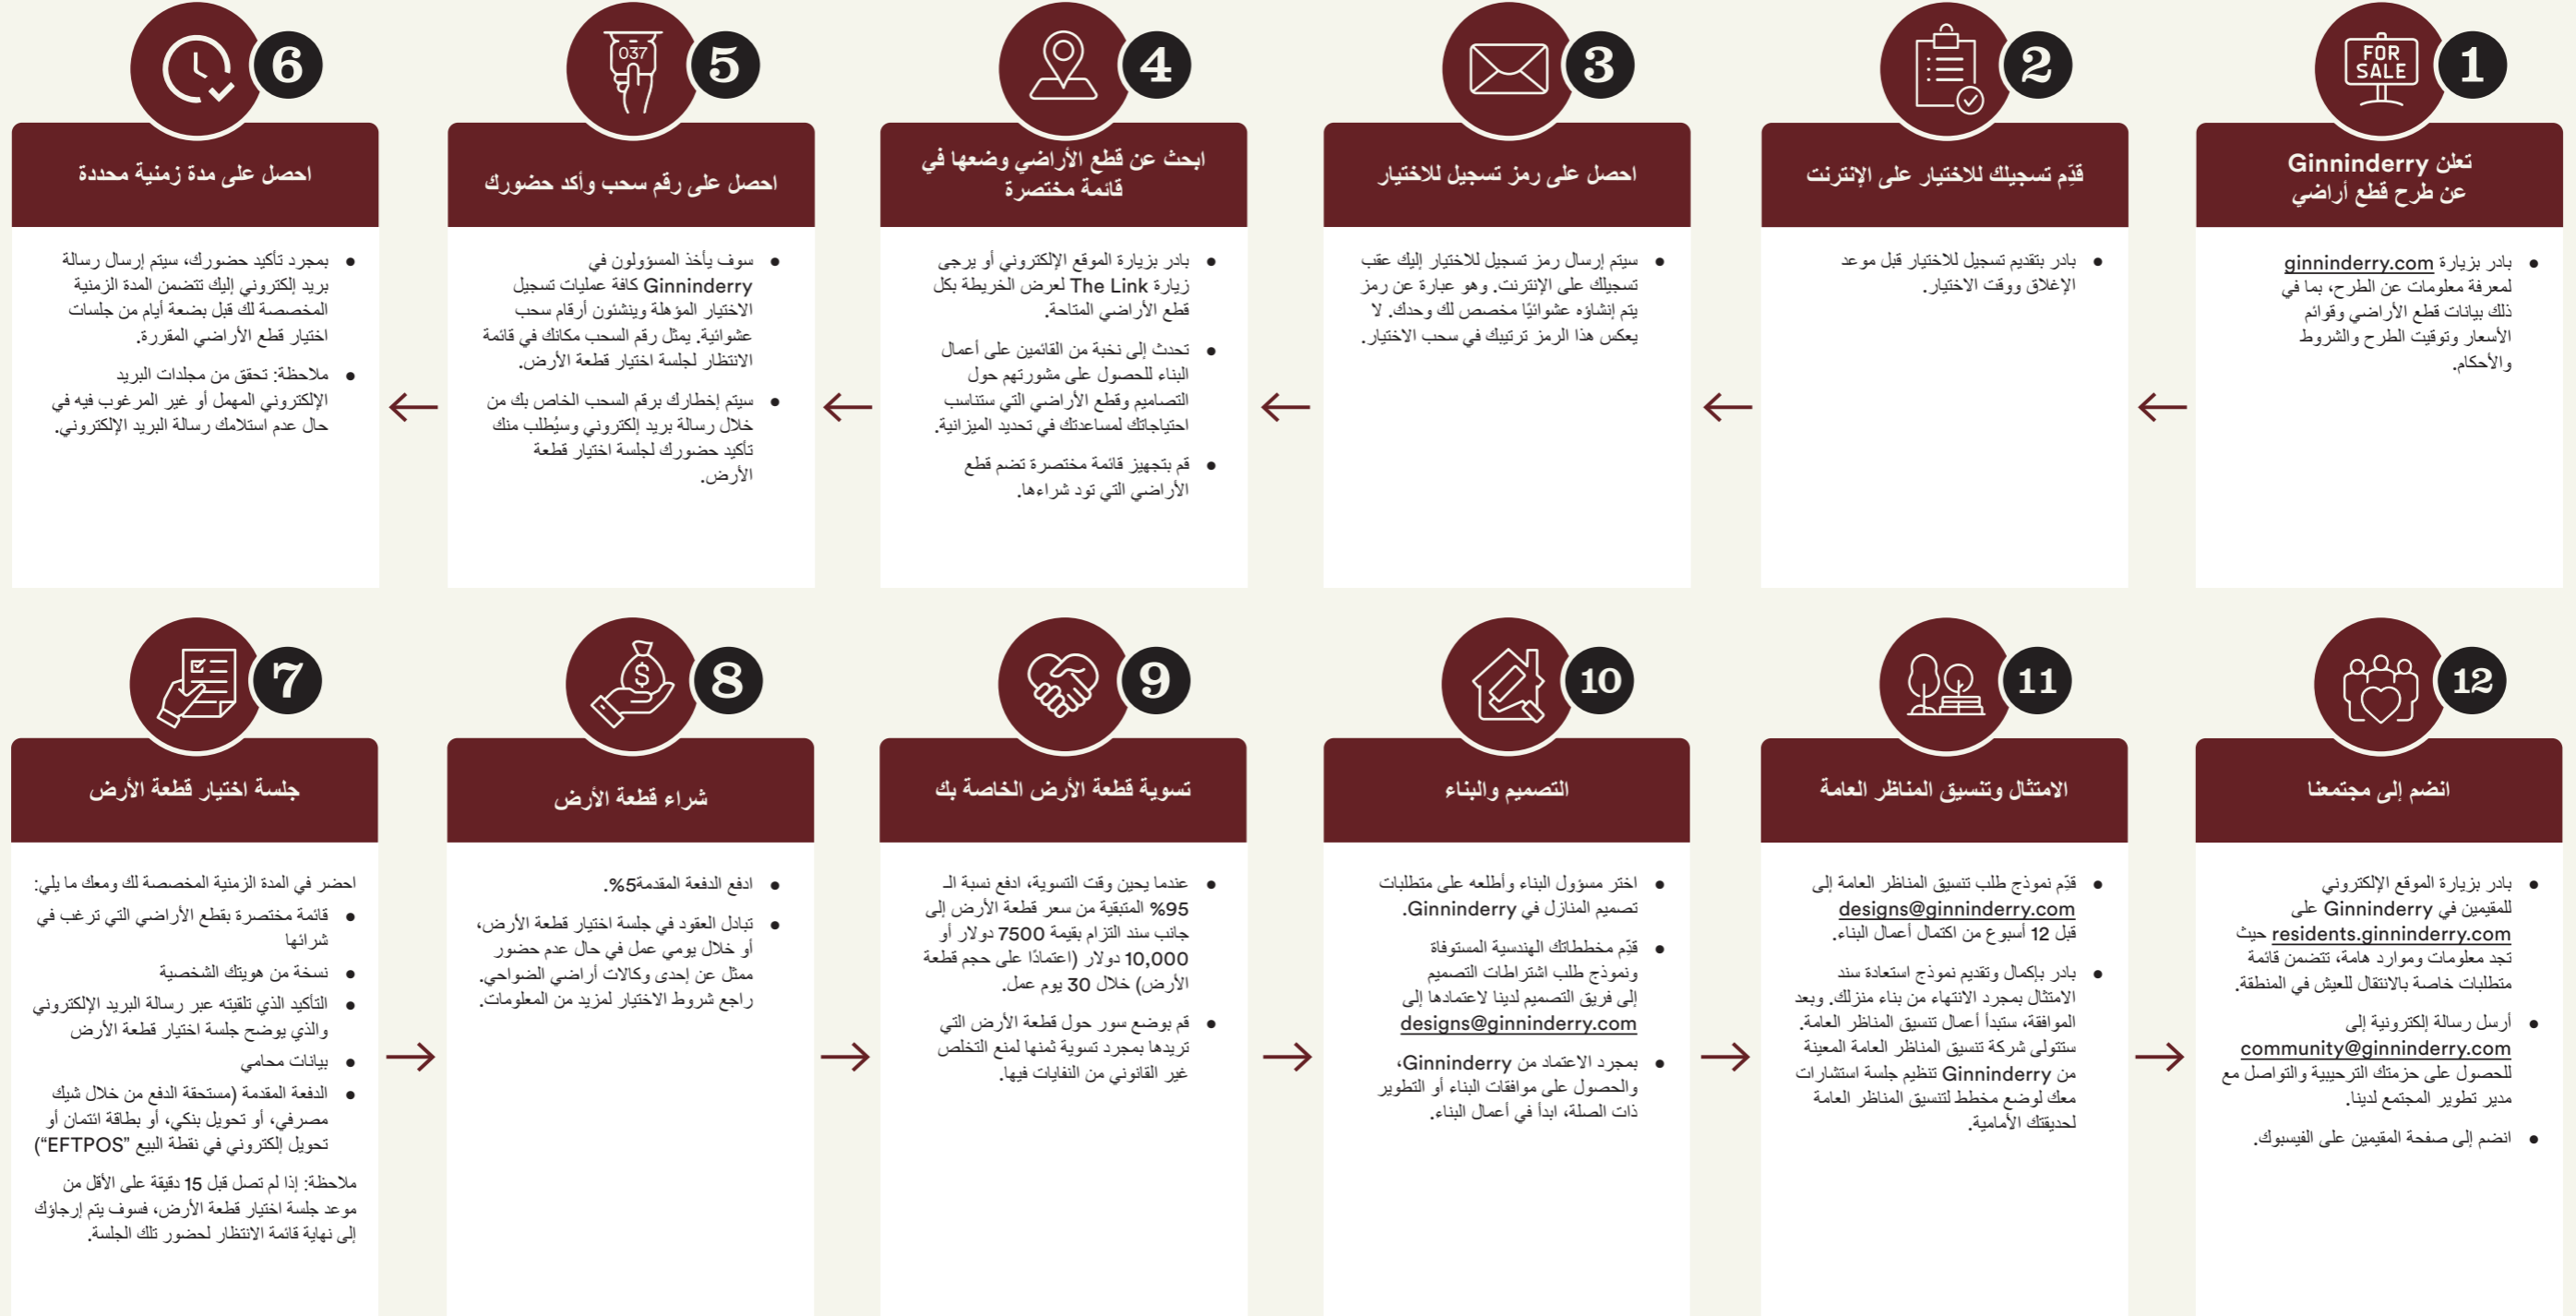 FOR
SALE
1
تعلن Ginninderry
عن طرح قطع أراضي
● بادر بزيارة ginninderry.com
لمعرفة معلومات عن الطرح، بما في
ذلك بيانات قطع الأراضي وقوائم
الأسعار وتوقيت الطرح والشروط
والأحكام.
2
قدِّم تسجيلك للاختيار على الإنترنت
● بادر بتقديم تسجيل للاختيار قبل موعد
الإغلاق ووقت الاختيار.
3
احصل على رمز تسجيل للاختيار
● سيتم إرسال رمز تسجيل للاختيار إليك عقب
تسجيلك على الإنترنت. وهو عبارة عن رمز
يتم إنشاؤه عشوائيًا مخصص لك وحدك. لا
يعكس هذا الرمز ترتيبك في سحب الاختيار.
4
ابحث عن قطع الأراضي وضعها في
قائمة مختصرة
● بادر بزيارة الموقع الإلكتروني أو يرجى
زيارة The Link لعرض الخريطة بكل
قطع الأراضي المتاحة.
● تحدث إلى نخبة من القائمين على أعمال
البناء للحصول على مشورتهم حول
التصاميم وقطع الأراضي التي ستناسب
احتياجاتك لمساعدتك في تحديد الميزانية.
● قم بتجهيز قائمة مختصرة تضم قطع
الأراضي التي تود شراءها.
037
5
احصل على رقم سحب وأكد حضورك
● سوف يأخذ المسؤولون في
Ginninderry كافة عمليات تسجيل
الاختيار المؤهلة وينشئون أرقام سحب
عشوائية. يمثل رقم السحب مكانك في قائمة
الانتظار لجلسة اختيار قطعة الأرض.
● سيتم إخطارك برقم السحب الخاص بك من
خلال رسالة بريد إلكتروني وسيُطلب منك
تأكيد حضورك لجلسة اختيار قطعة
الأرض.
6
احصل على مدة زمنية محددة
● بمجرد تأكيد حضورك، سيتم إرسال رسالة
بريد إلكتروني إليك تتضمن المدة الزمنية
المخصصة لك قبل بضعة أيام من جلسات
اختيار قطع الأراضي المقررة.
● ملاحظة: تحقق من مجلدات البريد
الإلكتروني المهمل أو غير المرغوب فيه في
حال عدم استلامك رسالة البريد الإلكتروني.
7
جلسة اختيار قطعة الأرض
احضر في المدة الزمنية المخصصة لك ومعك ما يلي:
● قائمة مختصرة بقطع الأراضي التي ترغب في
شرائها
● نسخة من هويتك الشخصية
● التأكيد الذي تلقيته عبر رسالة البريد الإلكتروني
والذي يوضح جلسة اختيار قطعة الأرض
● بيانات محامي
● الدفعة المقدمة (مستحقة الدفع من خلال شيك
مصرفي، أو تحويل بنكي، أو بطاقة ائتمان أو
تحويل إلكتروني في نقطة البيع "EFTPOS“)
ملاحظة: إذا لم تصل قبل 15 دقيقة على الأقل من
موعد جلسة اختيار قطعة الأرض، فسوف يتم إرجاؤك
إلى نهاية قائمة الانتظار لحضور تلك الجلسة.
$
8
شراء قطعة الأرض
● ادفع الدفعة المقدمة5%.
● تبادل العقود في جلسة اختيار قطعة الأرض،
أو خلال يومي عمل في حال عدم حضور
ممثل عن إحدى وكالات أراضي الضواحي.
راجع شروط الاختيار لمزيد من المعلومات.
9
تسوية قطعة الأرض الخاصة بك
● عندما يحين وقت التسوية، ادفع نسبة الـ
95% المتبقية من سعر قطعة الأرض إلى
جانب سند التزام بقيمة 7500 دولار أو
10,000 دولار (اعتمادًا على حجم قطعة
الأرض) خلال 30 يوم عمل.
● قم بوضع سور حول قطعة الأرض التي
تريدها بمجرد تسوية ثمنها لمنع التخلص
غير القانوني من النفايات فيها.
10
التصميم والبناء
● اختر مسؤول البناء وأطلعه على متطلبات
تصميم المنازل في Ginninderry.
● قدِّم مخططاتك الهندسية المستوفاة
ونموذج طلب اشتراطات التصميم
إلى فريق التصميم لدينا لاعتمادها إلى
designs@ginninderry.com
● بمجرد الاعتماد من Ginninderry،
والحصول على موافقات البناء أو التطوير
ذات الصلة، ابدأ في أعمال البناء.
11
الامتثال وتنسيق المناظر العامة
● قدِّم نموذج طلب تنسيق المناظر العامة إلى
designs@ginninderry.com
قبل 12 أسبوع من اكتمال أعمال البناء.
● بادر بإكمال وتقديم نموذج استعادة سند
الامتثال بمجرد الانتهاء من بناء منزلك. وبعد
الموافقة، ستبدأ أعمال تنسيق المناظر العامة.
ستتولى شركة تنسيق المناظر العامة المعينة
من Ginninderry تنظيم جلسة استشارات
معك لوضع مخطط لتنسيق المناظر العامة
لحديقتك الأمامية.
12
انضم إلى مجتمعنا
● بادر بزيارة الموقع الإلكتروني
للمقيمين في Ginninderry على
residents.ginninderry.com حيث
تجد معلومات وموارد هامة، تتضمن قائمة
متطلبات خاصة بالانتقال للعيش في المنطقة.
● أرسل رسالة إلكترونية إلى
community@ginninderry.com
للحصول على حزمتك الترحيبية والتواصل مع
مدير تطوير المجتمع لدينا.
● انضم إلى صفحة المقيمين على الفيسبوك.